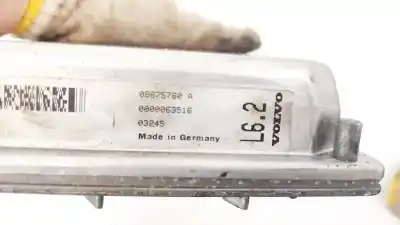 08675760 A
0000063516
03245
Made in Germany
L6.2
VOLVO